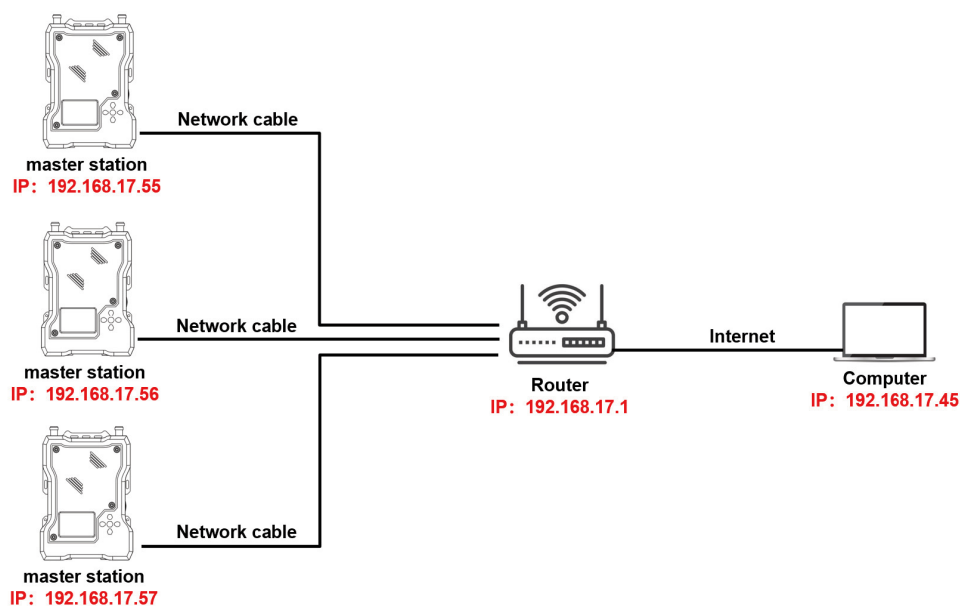 Network cable
master station
IP：192.168.17.55
Network cable
master station
IP：192.168.17.56
Internet
Router
IP：192.168.17.1
Computer
IP：192.168.17.45
Network cable
master station
IP：192.168.17.57